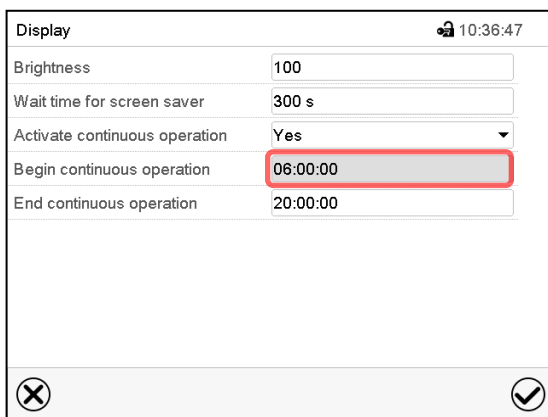 Display 10:36:47
Brightness 100
Wait time for screen saver 300 s
Activate continuous operation Yes
Begin continuous operation 06:00:00
End continuous operation 20:00:00